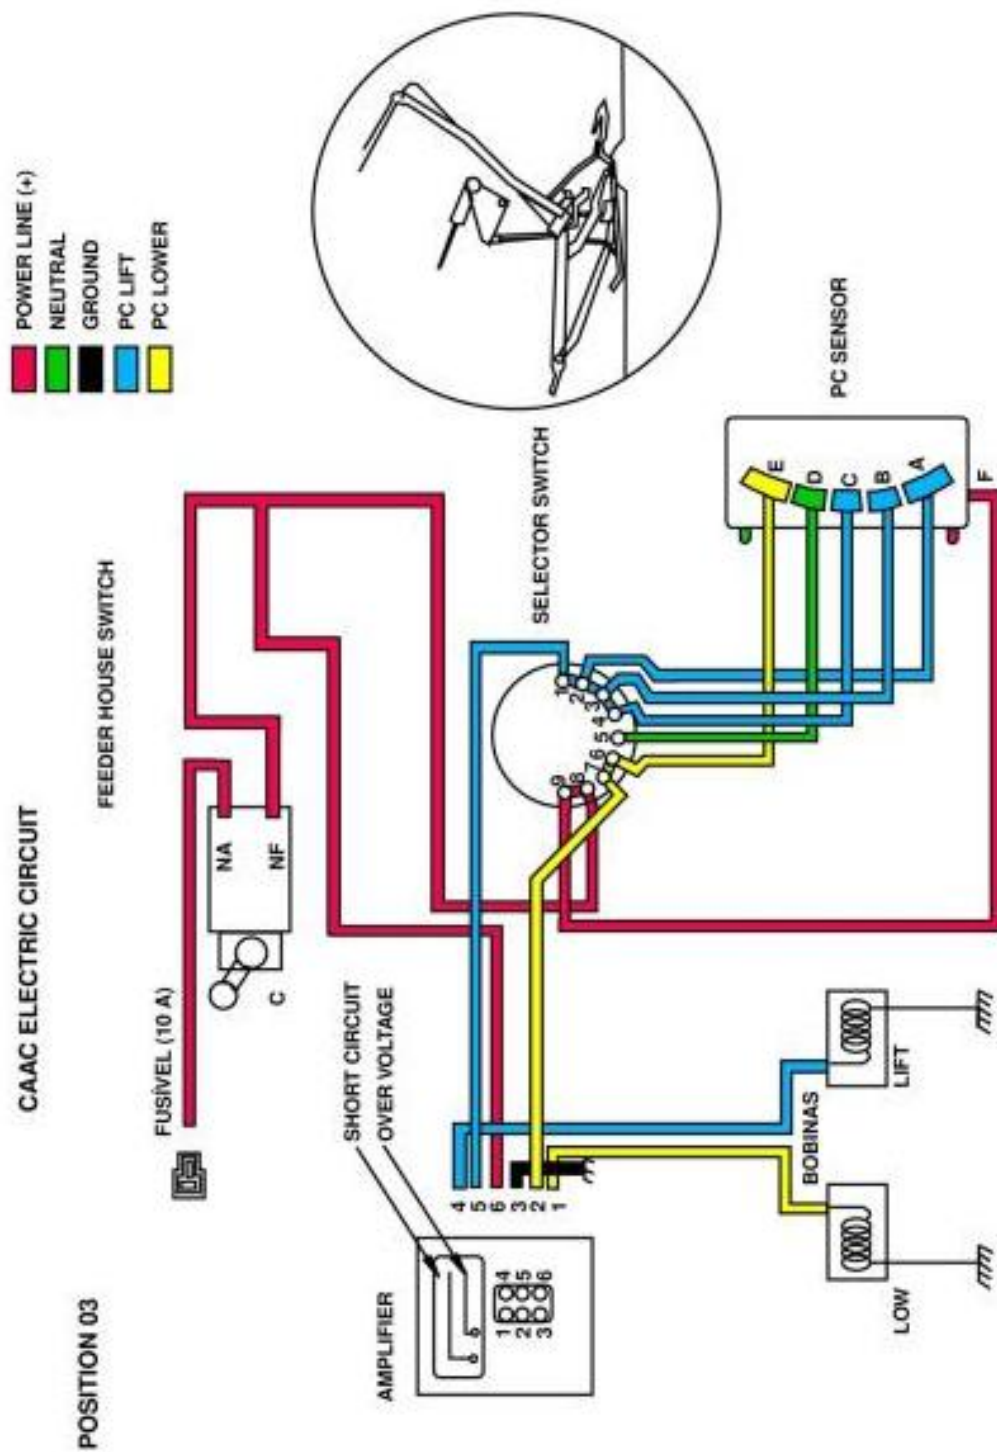 POSITION 03
CAAC ELECTRIC CIRCUIT
POWER LINE (+)
NEUTRAL
GROUND
PC LIFT
PC LOWER
FUSÍVEL (10 A)
FEEDER HOUSE SWITCH
NA
NF
C
SHORT CIRCUIT
OVER VOLTAGE
AMPLIFIER
1 4
2 5
3 6
4
5
6
3
2
1
SELECTOR SWITCH
1
2
3
4
5
6
7
8
9
BOBINAS
LOW
LIFT
PC SENSOR
E
D
C
B
A
F